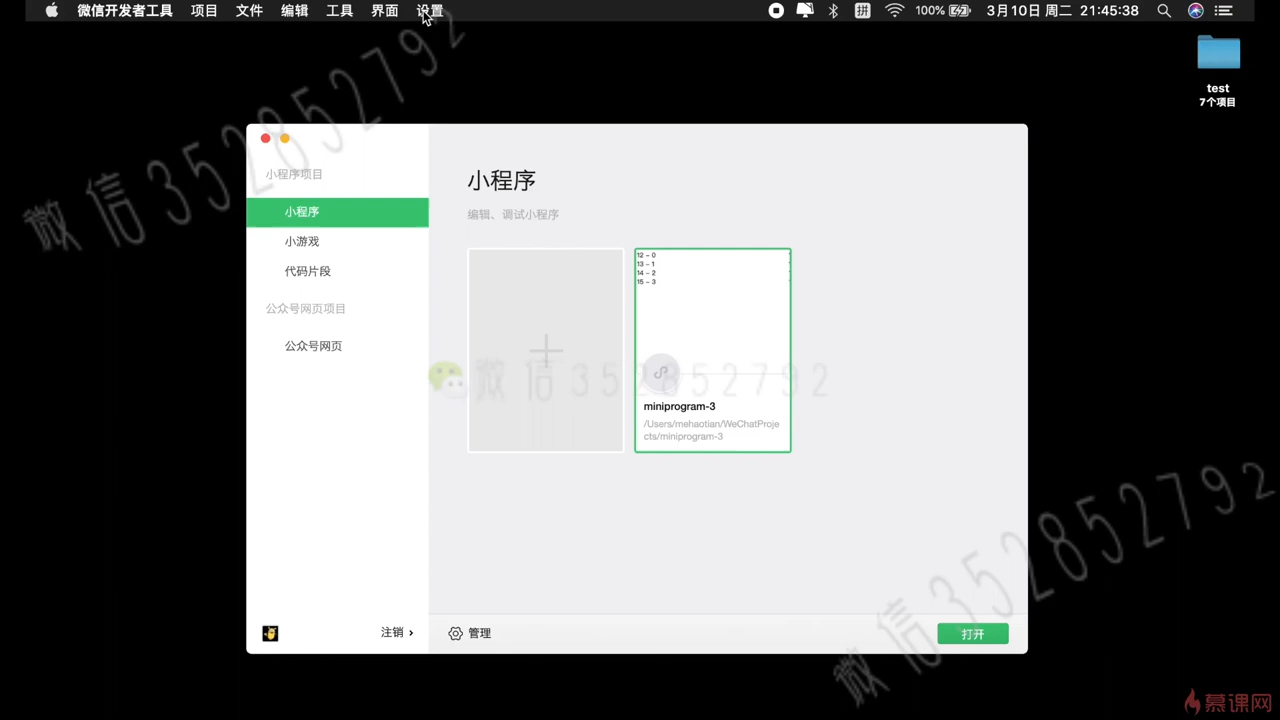 微信开发者工具 项目 文件 编辑 工具 界面 设置
拼 100% 3月10日 周二 21:45:38
test
7个项目
小程序项目
小程序
小游戏
代码片段
公众号网页项目
公众号网页
注销 ›
小程序
编辑、调试小程序
12 - 0
13 - 1
14 - 2
15 - 3
miniprogram-3
/Users/mehaotian/WeChatProje
cts/miniprogram-3
管理
打开
微信352852792
微信352852792
微信352852792
慕课网